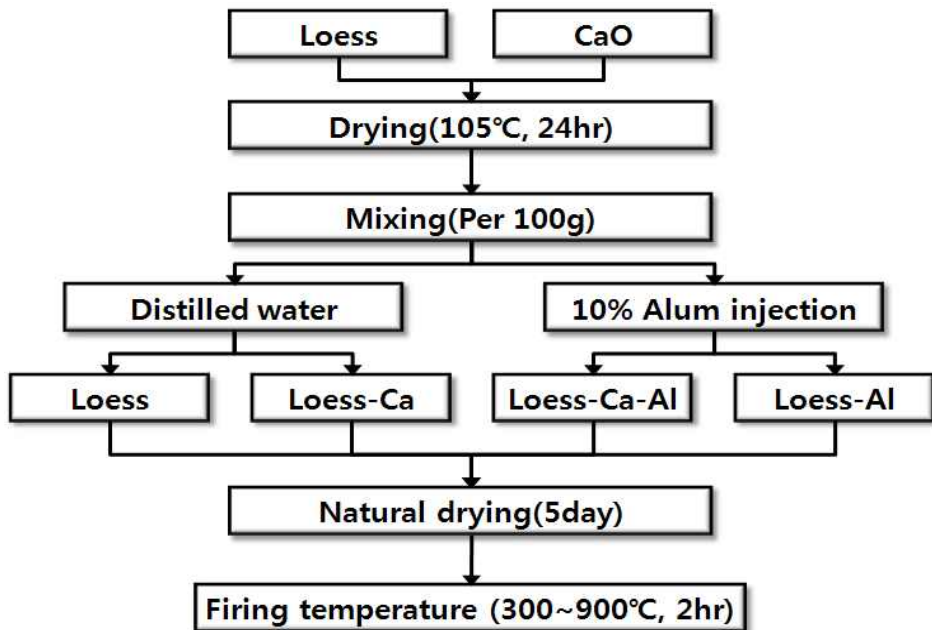 Loess
CaO
Drying(105℃, 24hr)
Mixing(Per 100g)
Distilled water
10% Alum injection
Loess
Loess-Ca
Loess-Ca-Al
Loess-Al
Natural drying(5day)
Firing temperature (300~900℃, 2hr)